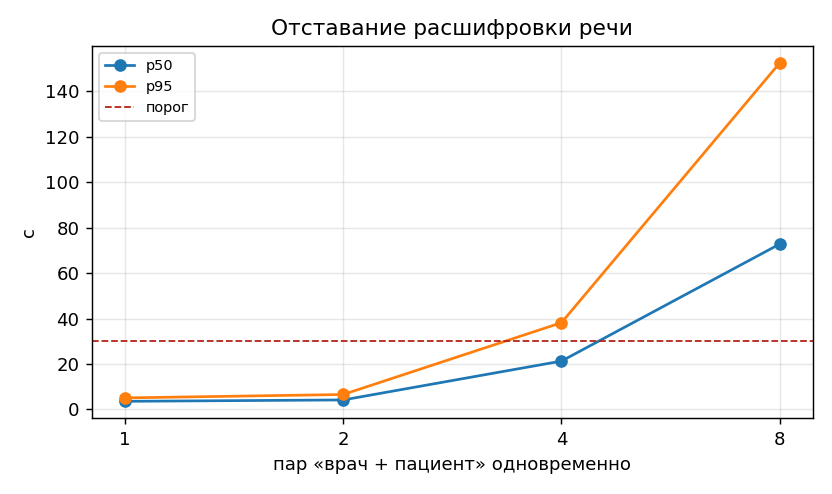 Отставание расшифровки речи
p50
p95
порог
с
140
120
100
80
60
40
20
0
1 2 4 8
пар «врач + пациент» одновременно